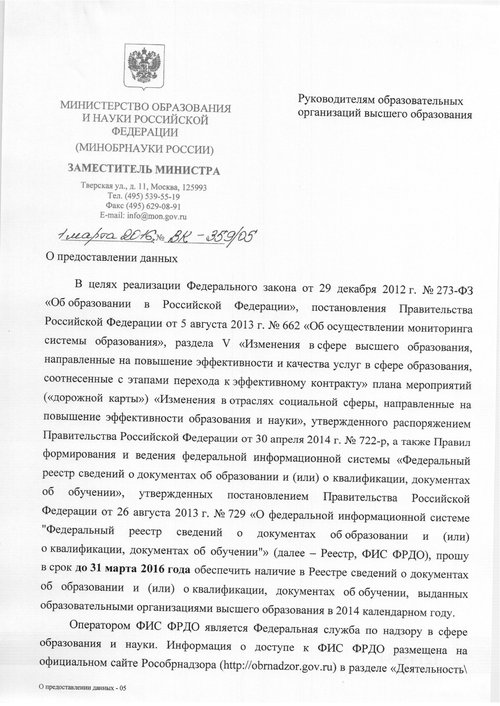 МИНИСТЕРСТВО ОБРАЗОВАНИЯ
И НАУКИ РОССИЙСКОЙ
ФЕДЕРАЦИИ
(МИНОБРНАУКИ РОССИИ)
ЗАМЕСТИТЕЛЬ МИНИСТРА
Тверская ул., д. 11, Москва, 125993
Тел. (495) 539-55-19
Факс (495) 629-08-91
E-mail: info@mon.gov.ru
1 марта 2016 № ВК – 359/05
Руководителям образовательных
организаций высшего образования
О предоставлении данных
В целях реализации Федерального закона от 29 декабря 2012 г. № 273-ФЗ
«Об образовании в Российской Федерации», постановления Правительства
Российской Федерации от 5 августа 2013 г. № 662 «Об осуществлении мониторинга
системы образования», раздела V «Изменения в сфере высшего образования,
направленные на повышение эффективности и качества услуг в сфере образования,
соотнесенные с этапами перехода к эффективному контракту» плана мероприятий
(«дорожной карты») «Изменения в отраслях социальной сферы, направленные на
повышение эффективности образования и науки», утвержденного распоряжением
Правительства Российской Федерации от 30 апреля 2014 г. № 722-р, а также Правил
формирования и ведения федеральной информационной системы «Федеральный
реестр сведений о документах об образовании и (или) о квалификации, документах
об обучении», утвержденных постановлением Правительства Российской
Федерации от 26 августа 2013 г. № 729 «О федеральной информационной системе
"Федеральный реестр сведений о документах об образовании и (или)
о квалификации, документах об обучении"» (далее – Реестр, ФИС ФРДО), прошу
в срок до 31 марта 2016 года обеспечить наличие в Реестре сведений о документах
об образовании и (или) о квалификации, документах об обучении, выданных
образовательными организациями высшего образования в 2014 календарном году.
Оператором ФИС ФРДО является Федеральная служба по надзору в сфере
образования и науки. Информация о доступе к ФИС ФРДО размещена на
официальном сайте Рособрнадзора (http://obrnadzor.gov.ru) в разделе «Деятельность\
О предоставлении данных - 05